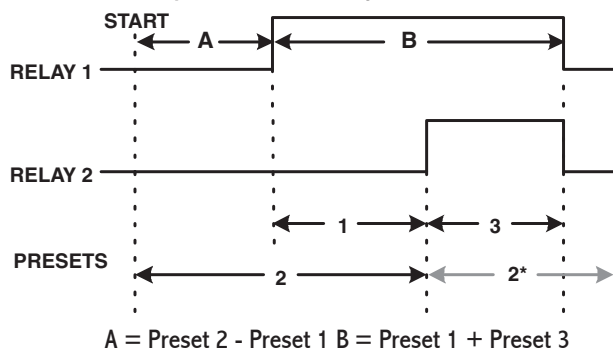 START
A
B
RELAY 1
RELAY 2
1
3
PRESETS
2
2*
A = Preset 2 - Preset 1 B = Preset 1 + Preset 3